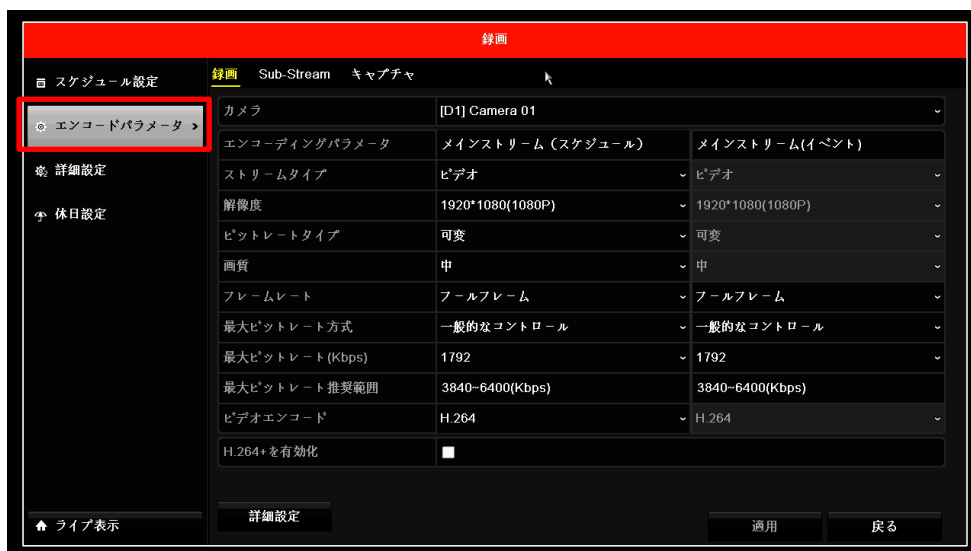 録画
スケジュール設定
エンコードパラメータ
詳細設定
休日設定
ライブ表示
録画 Sub-Stream キャプチャ
カメラ [D1] Camera 01
エンコーディングパラメータ メインストリーム（スケジュール） メインストリーム(イベント)
ストリームタイプ ビデオ ビデオ
解像度 1920*1080(1080P) 1920*1080(1080P)
ビットレートタイプ 可変 可変
画質 中 中
フレームレート フールフレーム フールフレーム
最大ビットレート方式 一般的なコントロール 一般的なコントロール
最大ビットレート(Kbps) 1792 1792
最大ビットレート推奨範囲 3840~6400(Kbps) 3840~6400(Kbps)
ビデオエンコード H.264 H.264
H.264+を有効化
詳細設定
適用 戻る